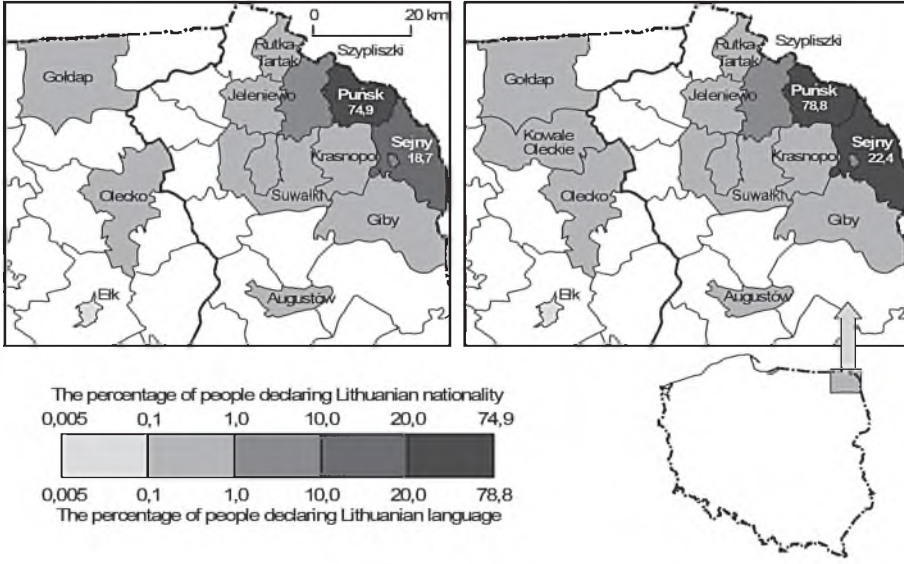 0 20 km
Rutka-
Tartak
Szypliszki
Gołdap
Jeleniewo
Puńsk
74,9
Sejny
18,7
Krasnopol
Olecko
Suwałki
Giby
Ełk
Augustów
Rutka-
Tartak
Szypliszki
Gołdap
Jeleniewo
Puńsk
78,8
Kowale
Oleckie
Sejny
22,4
Krasnopol
Olecko
Suwałki
Giby
Ełk
Augustów
The percentage of people declaring Lithuanian nationality
0,005 0,1 1,0 10,0 20,0 74,9
0,005 0,1 1,0 10,0 20,0 78,8
The percentage of people declaring Lithuanian language